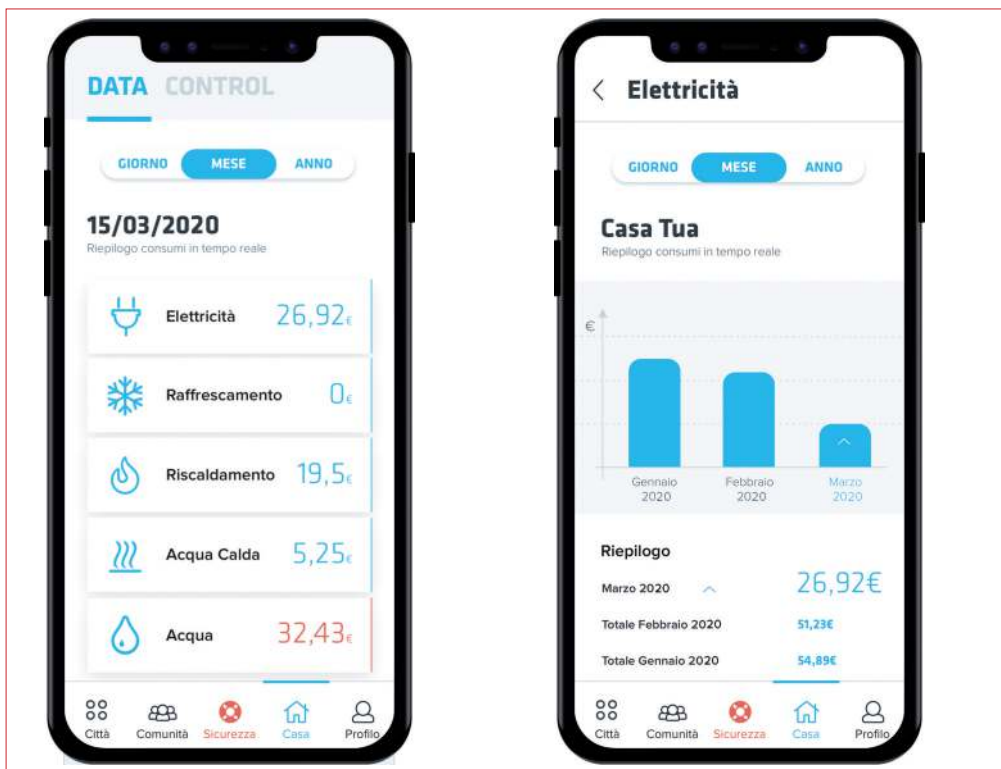 DATA CONTROL
GIORNO MESE ANNO
15/03/2020
Riepilogo consumi in tempo reale
Elettricità 26,92€
Raffrescamento 0€
Riscaldamento 19,5€
Acqua Calda 5,25€
Acqua 32,43€
Città Comunità Sicurezza Casa Profilo
Elettricità
GIORNO MESE ANNO
Casa Tua
Riepilogo consumi in tempo reale
€
Gennaio Febbraio Marzo
2020 2020 2020
Riepilogo
Marzo 2020 26,92€
Totale Febbraio 2020 51,23€
Totale Gennaio 2020 54,89€
Città Comunità Sicurezza Casa Profilo